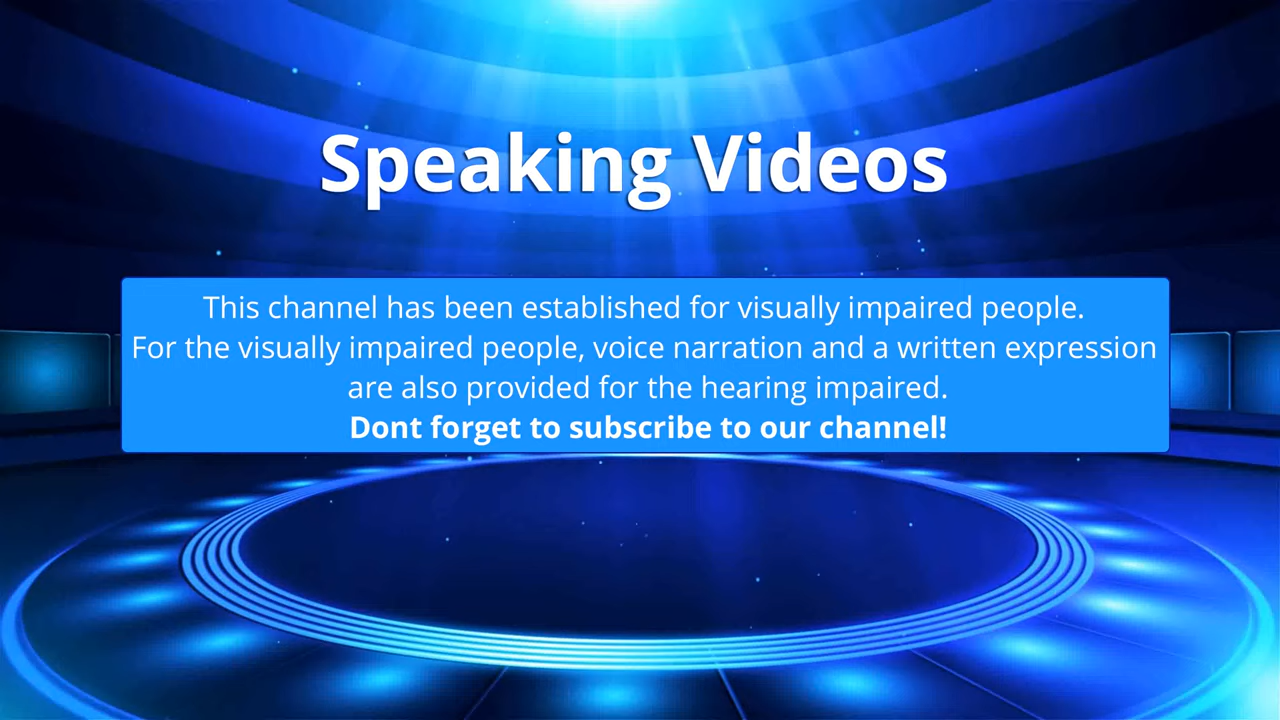 Speaking Videos
This channel has been established for visually impaired people.
For the visually impaired people, voice narration and a written expression
are also provided for the hearing impaired.
Dont forget to subscribe to our channel!